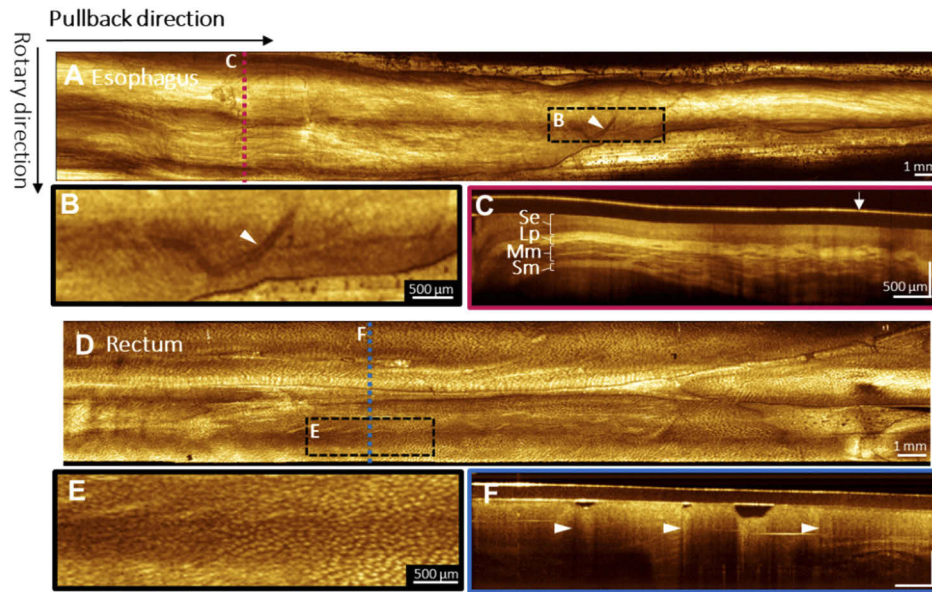 Pullback direction
Rotary direction
A Esophagus
C
B
1 mm
B
500 µm
C
Se
Lp
Mm
Sm
500 µm
D Rectum
F
E
1 mm
E
500 µm
F